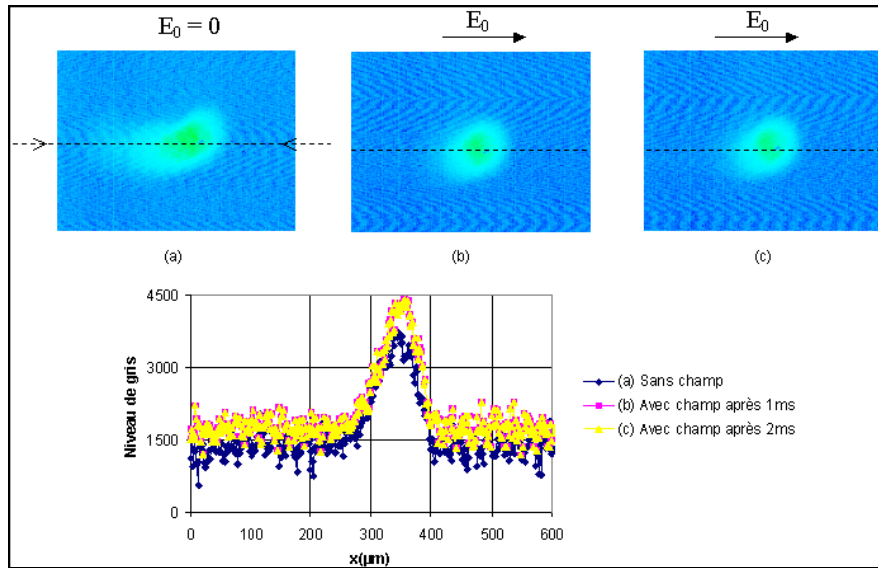 E₀ = 0
E₀
E₀
(a)
(b)
(c)
4500
3000
1500
0
Niveau de gris
0 100 200 300 400 500 600
x(µm)
(a) Sans champ
(b) Avec champ après 1ms
(c) Avec champ après 2ms